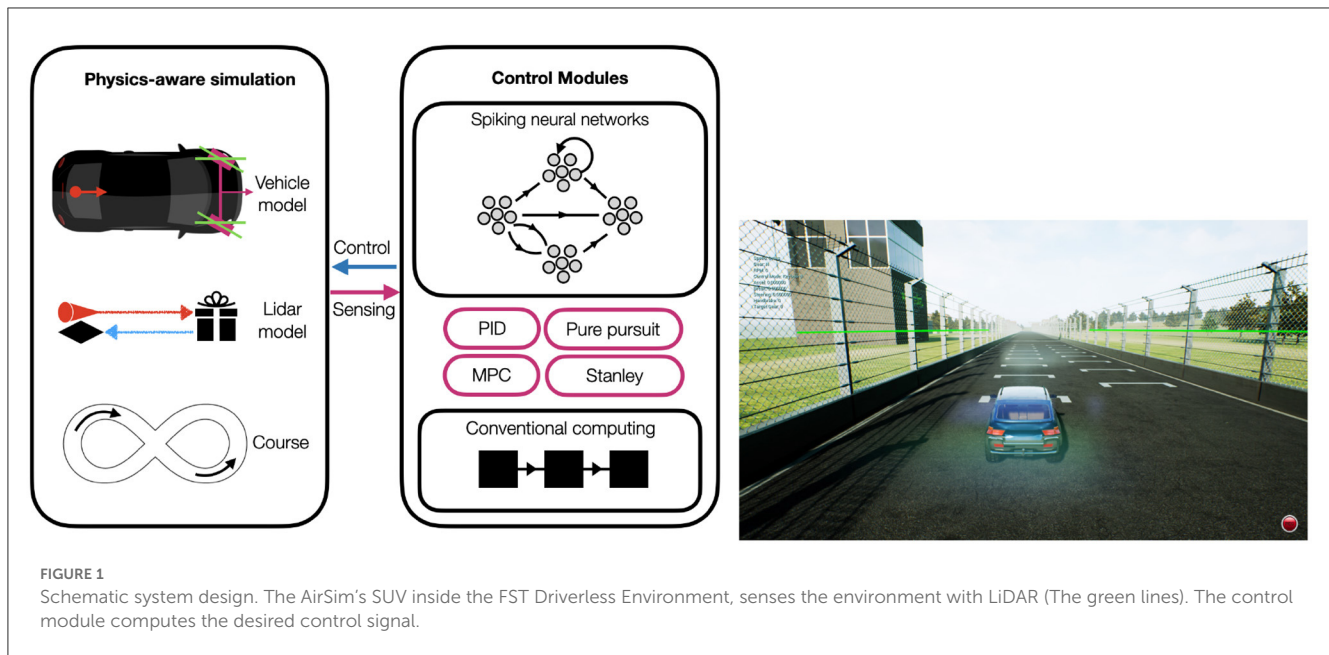 Physics-aware simulation
Vehicle
model
Lidar
model
Course
Control
Sensing
Control Modules
Spiking neural networks
PID
Pure pursuit
MPC
Stanley
Conventional computing
FIGURE 1
Schematic system design. The AirSim's SUV inside the FST Driverless Environment, senses the environment with LiDAR (The green lines). The control
module computes the desired control signal.